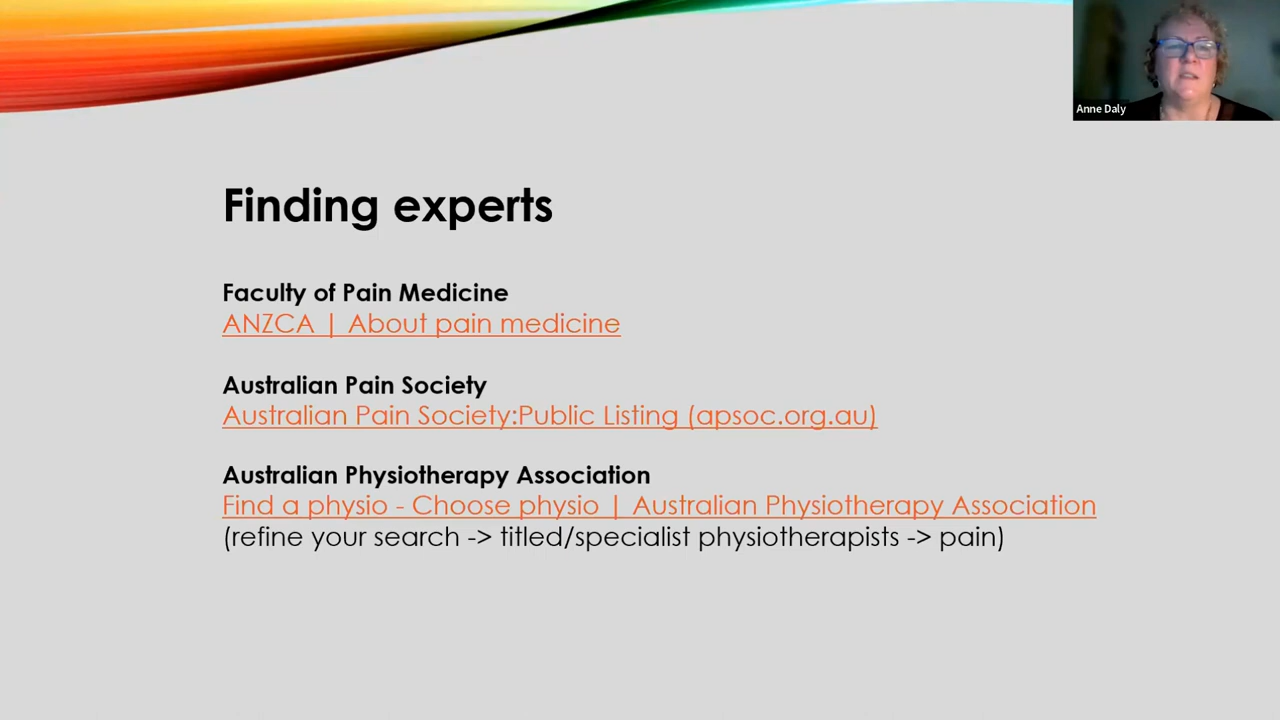 Anne Daly
Finding experts
Faculty of Pain Medicine
ANZCA | About pain medicine
Australian Pain Society
Australian Pain Society:Public Listing (apsoc.org.au)
Australian Physiotherapy Association
Find a physio - Choose physio | Australian Physiotherapy Association
(refine your search -> titled/specialist physiotherapists -> pain)